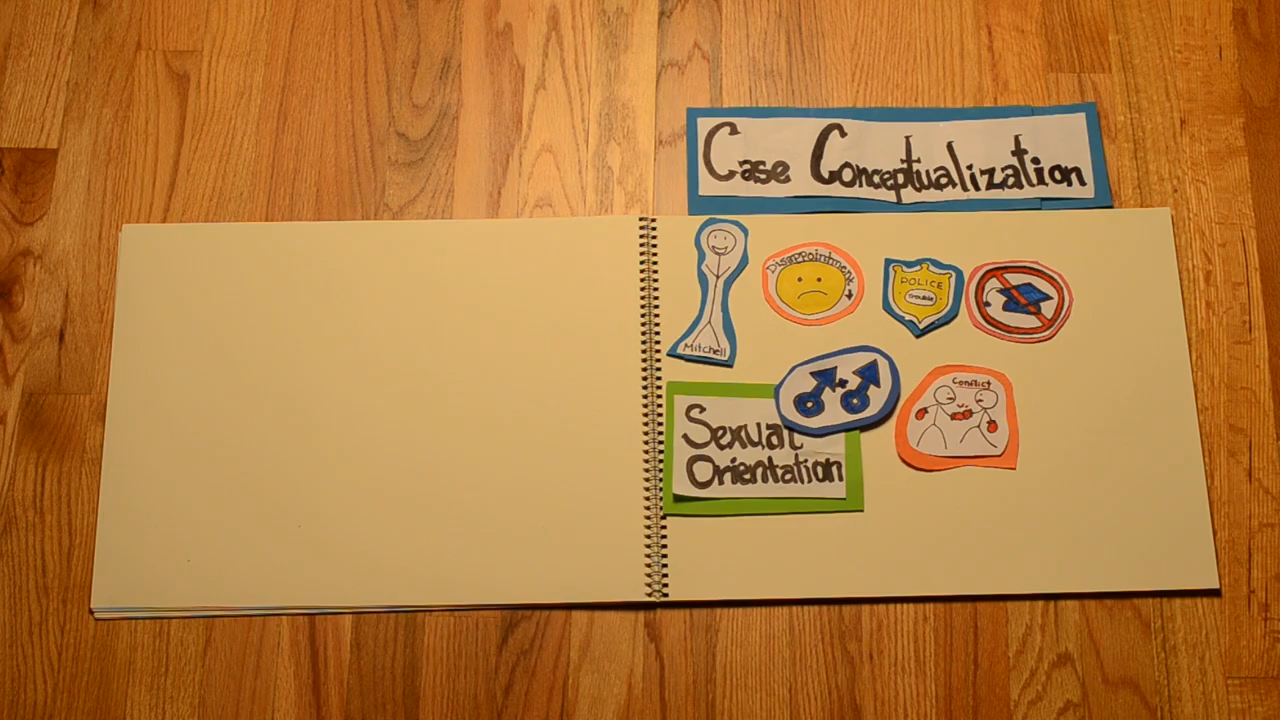 Case Conceptualization
Mitchell
Disappointment
POLICE
trouble
Sexual
Orientation
Conflict